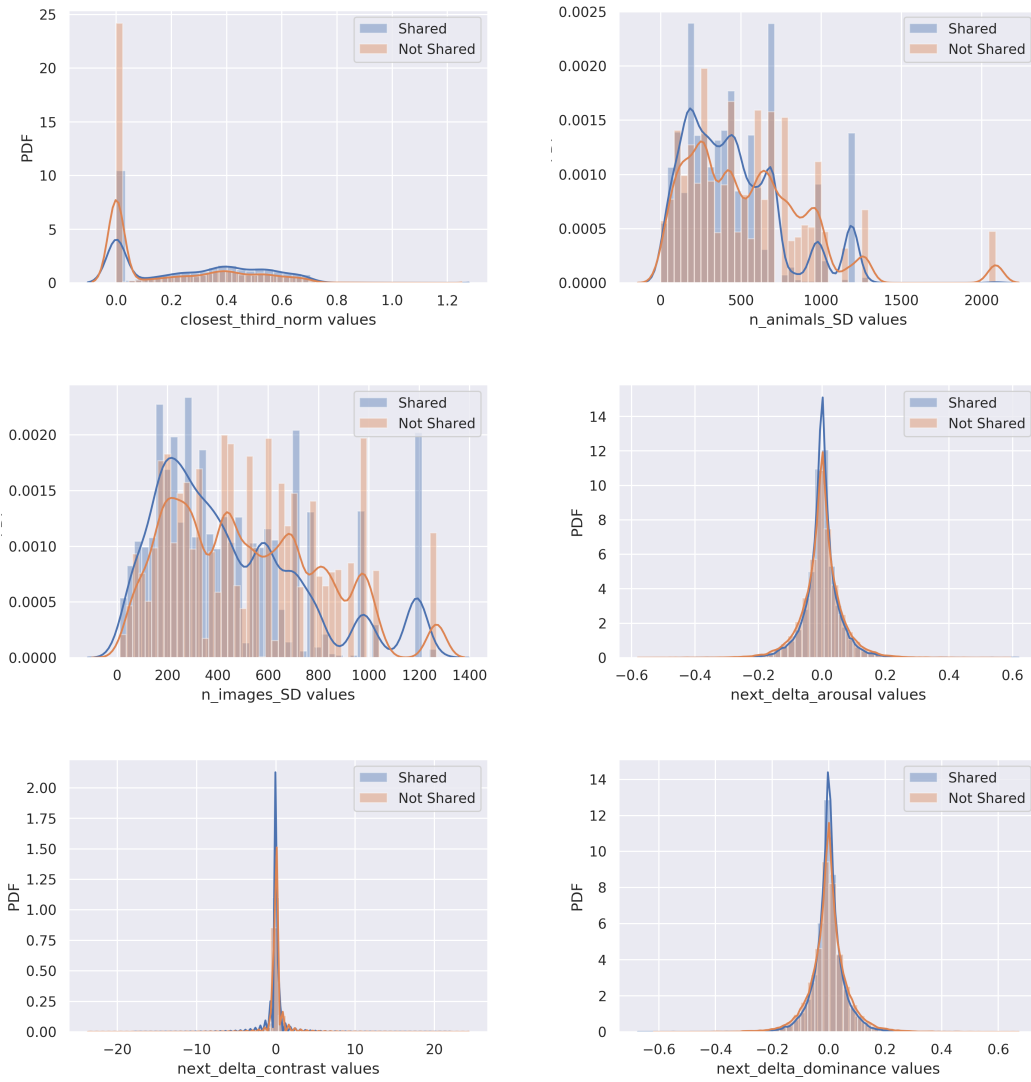 25
20
15
10
5
0
PDF
Shared
Not Shared
0.0 0.2 0.4 0.6 0.8 1.0 1.2
closest_third_norm values
0.0025
0.0020
0.0015
0.0010
0.0005
0.0000
Shared
Not Shared
0 500 1000 1500 2000
n_animals_SD values
0.0020
0.0015
0.0010
0.0005
0.0000
Shared
Not Shared
0 200 400 600 800 1000 1200 1400
n_images_SD values
14
12
10
8
6
4
2
0
PDF
Shared
Not Shared
−0.6 −0.4 −0.2 0.0 0.2 0.4 0.6
next_delta_arousal values
2.00
1.75
1.50
1.25
1.00
0.75
0.50
0.25
0.00
PDF
Shared
Not Shared
−20 −10 0 10 20
next_delta_contrast values
14
12
10
8
6
4
2
0
PDF
Shared
Not Shared
−0.6 −0.4 −0.2 0.0 0.2 0.4 0.6
next_delta_dominance values